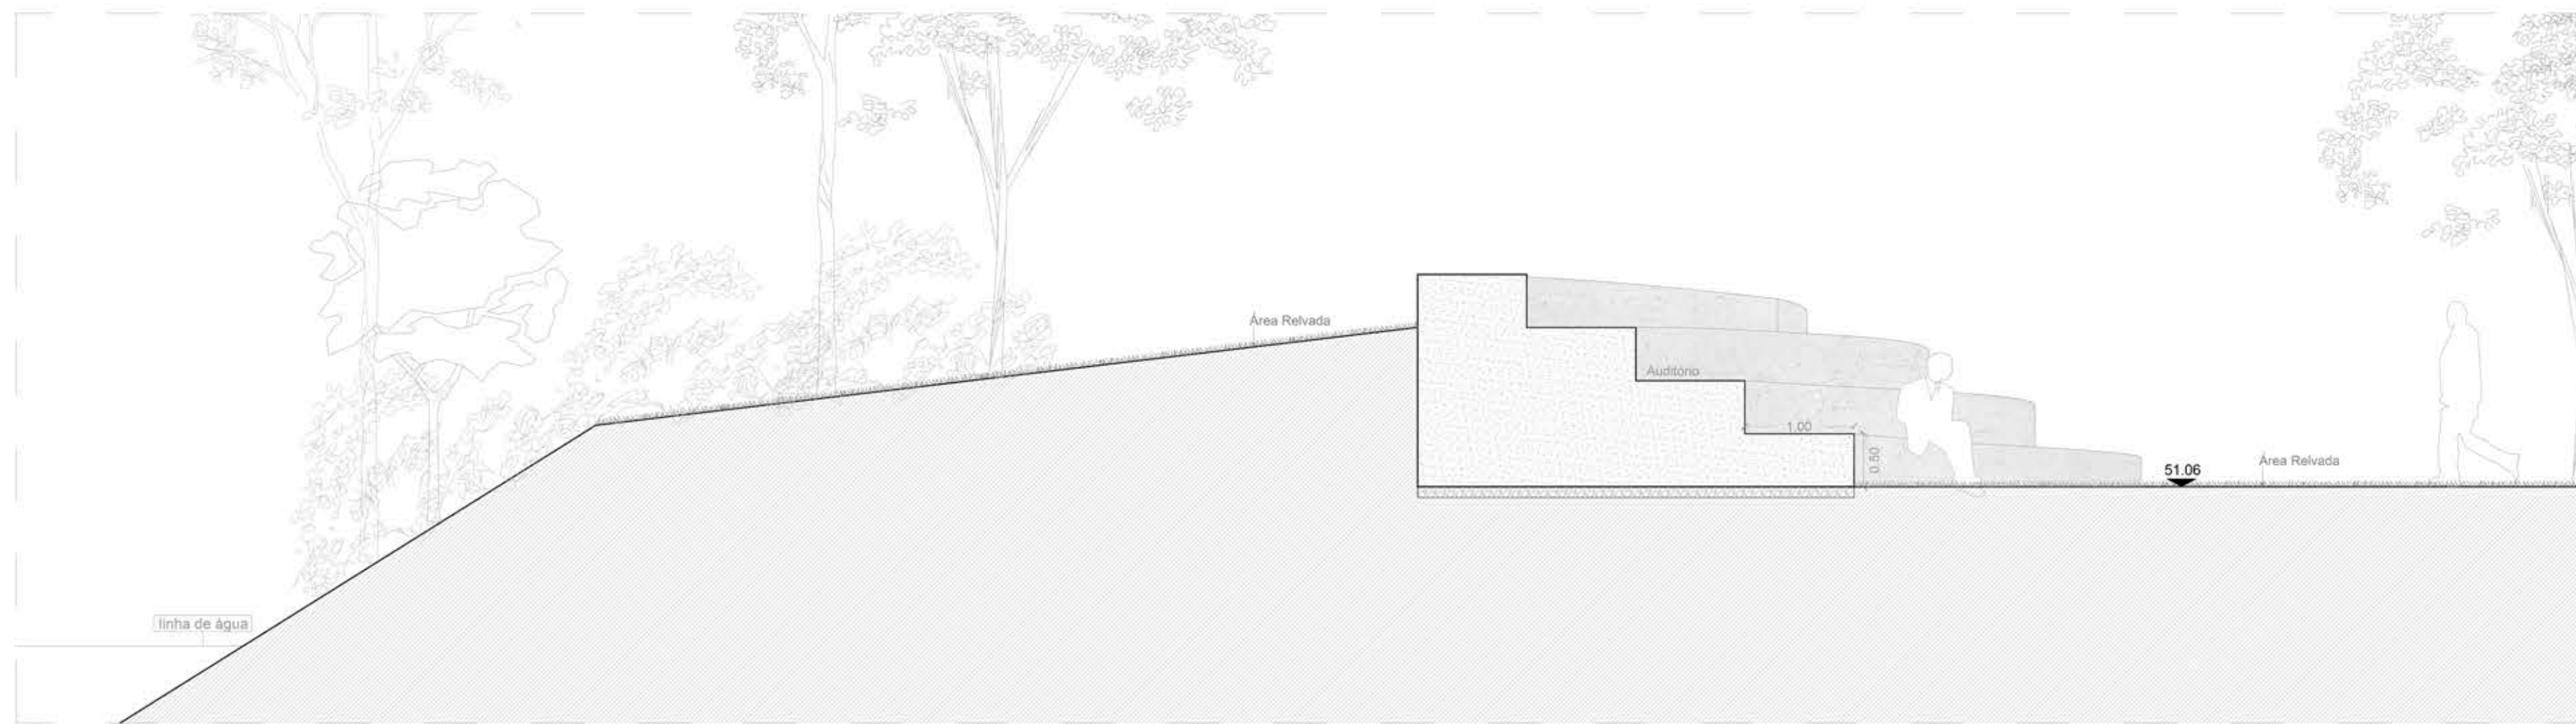 Área Relvada
Auditório
1.00
0.50
51.06
Área Relvada
linha de água